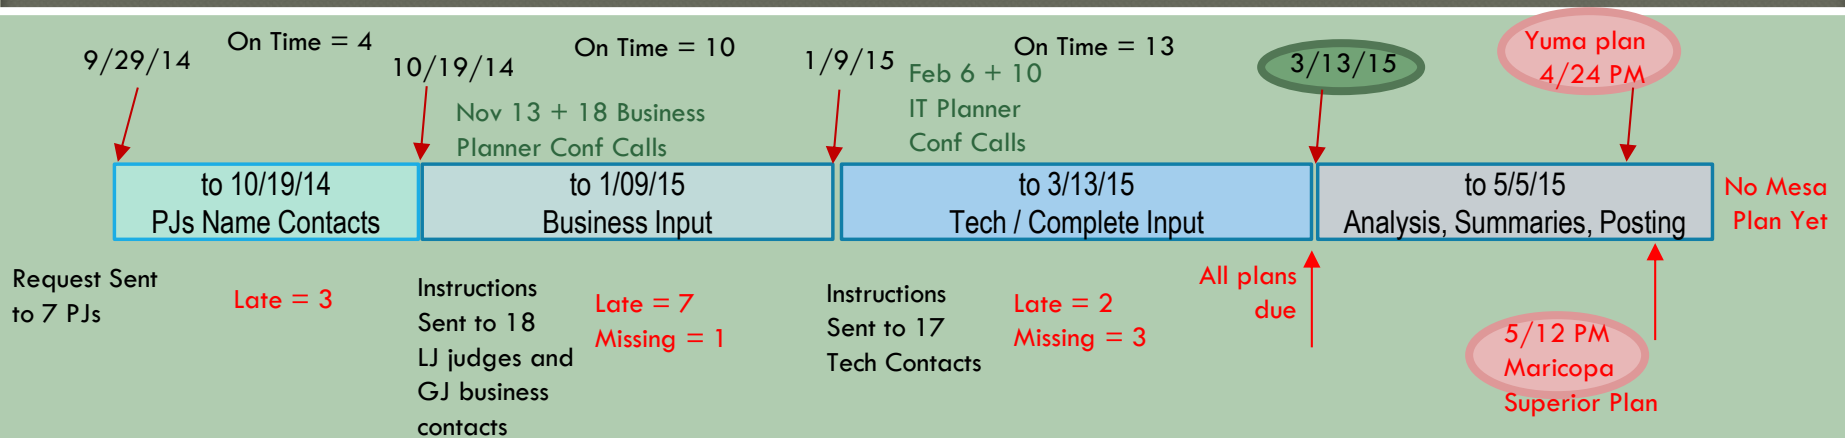 9/29/14
On Time = 4
10/19/14
On Time = 10
Nov 13 + 18 Business
Planner Conf Calls
1/9/15
On Time = 13
Feb 6 + 10
IT Planner
Conf Calls
3/13/15
Yuma plan
4/24 PM
to 10/19/14
PJs Name Contacts
to 1/09/15
Business Input
to 3/13/15
Tech / Complete Input
to 5/5/15
Analysis, Summaries, Posting
No Mesa
Plan Yet
Request Sent
to 7 PJs
Late = 3
Instructions
Sent to 18
LJ judges and
GJ business
contacts
Late = 7
Missing = 1
Instructions
Sent to 17
Tech Contacts
Late = 2
Missing = 3
All plans
due
5/12 PM
Maricopa
Superior Plan